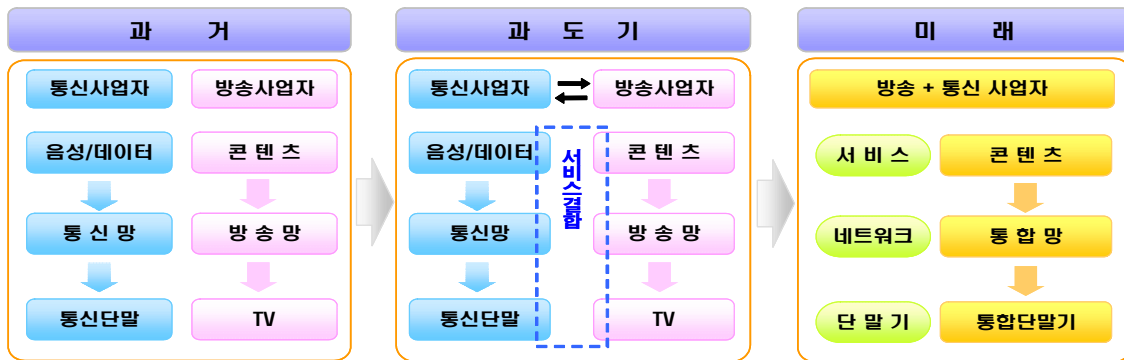 과 거
통신사업자 방송사업자
음성/데이터 콘 텐 츠
통 신 망 방 송 망
통신단말 TV
과 도 기
통신사업자 방송사업자
음성/데이터 콘 텐 츠
서비스결합
통신망 방 송 망
통신단말 TV
미 래
방송 + 통신 사업자
서 비 스 콘 텐 츠
네트워크 통 합 망
단 말 기 통합단말기